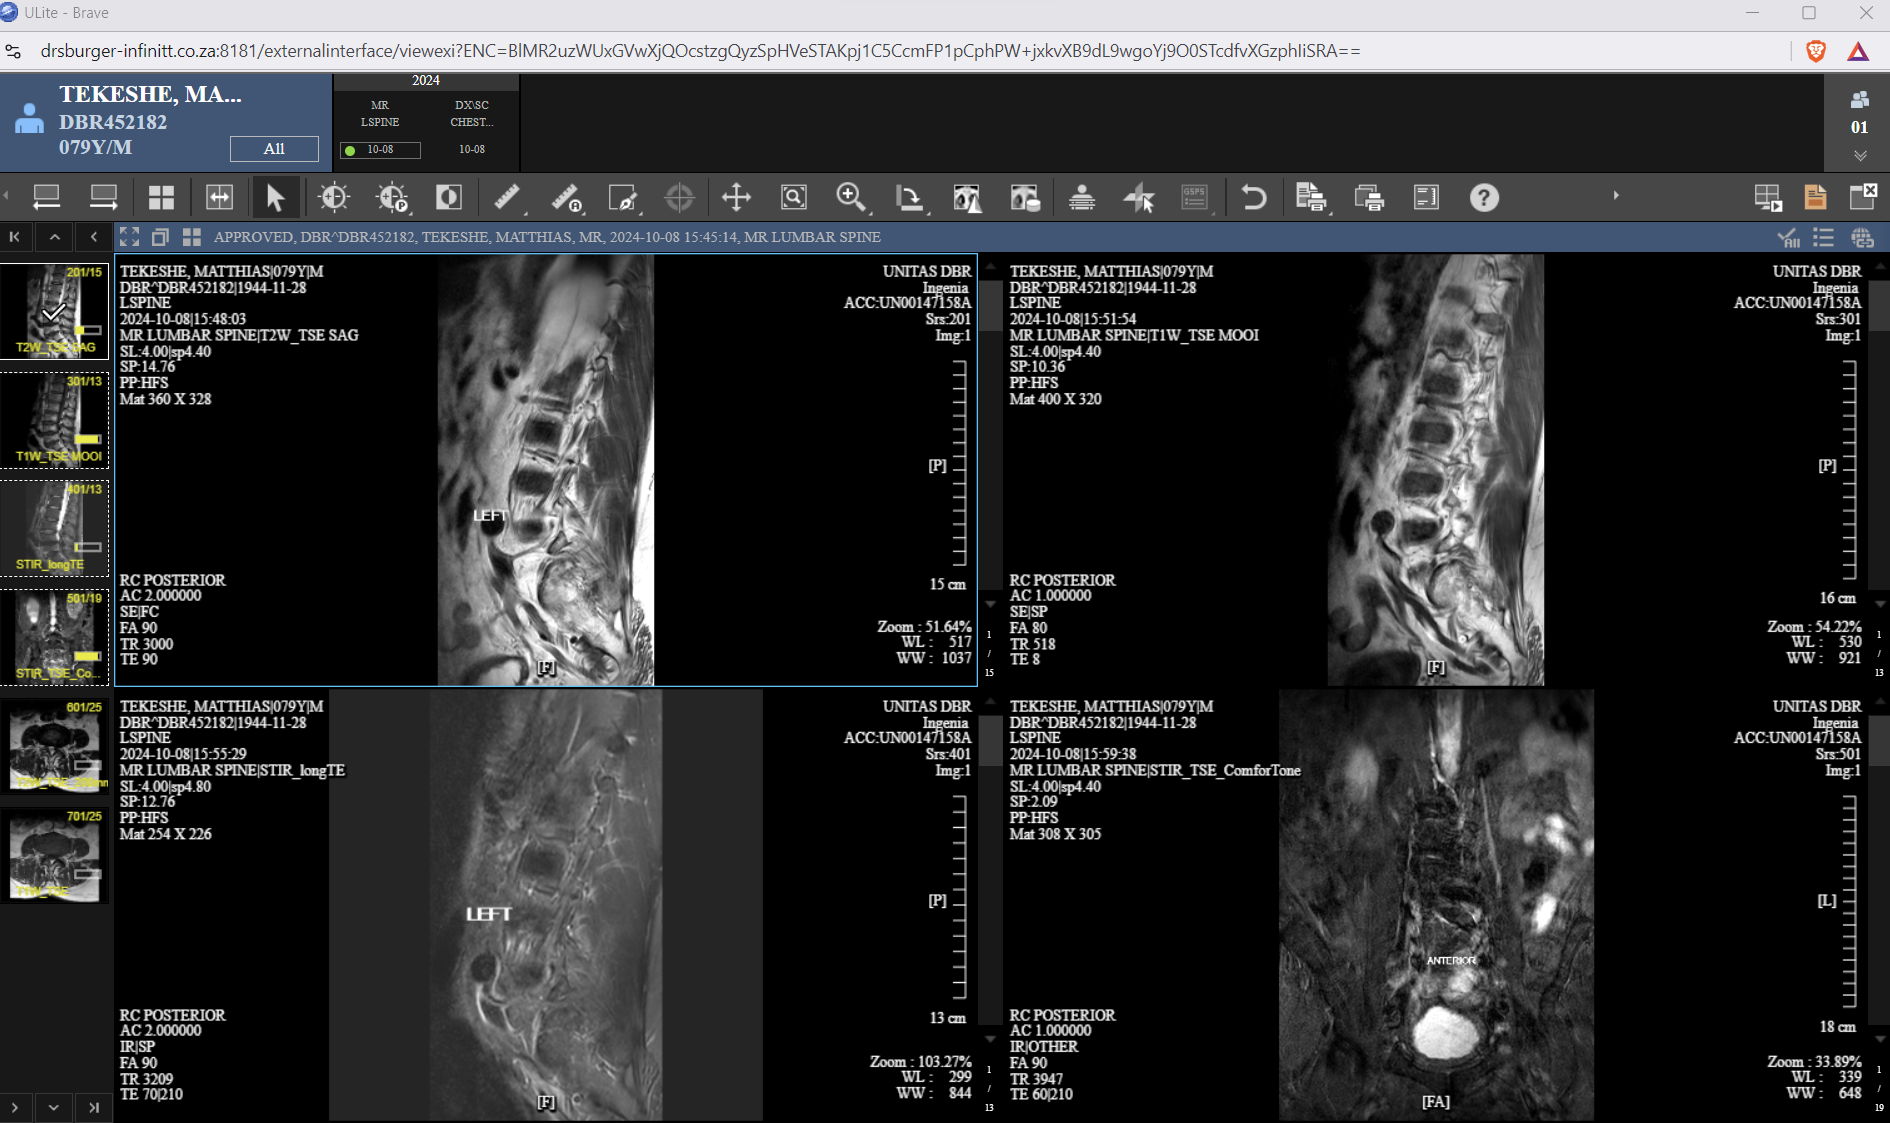 ULite - Brave
drsburger-infinitt.co.za:8181/externalinterface/viewexi?ENC=BlMR2uzWUxGVwXjQOcstzgQyzSpHVeSTAKpj1C5CcmFP1pCphPW+jxkvXB9dL9wgoYj9O0STcdfvXGzphIiSRA==
TEKESHE, MA...
DBR452182
079Y/M
All
2024
MR
LSPINE
10-08
DX\SC
CHEST...
10-08
01
GSPS
APPROVED, DBR^DBR452182, TEKESHE, MATTHIAS, MR, 2024-10-08 15:45:14, MR LUMBAR SPINE
All
201/15
T2W_TSE SAG
301/13
T1W_TSE MOOI
401/13
STIR_longTE
501/19
STIR_TSE_Co...
601/25
701/25
T1W_TSE
TEKESHE, MATTHIAS|079Y|M
DBR^DBR452182|1944-11-28
LSPINE
2024-10-08|15:48:03
MR LUMBAR SPINE|T2W_TSE SAG
SL:4.00|sp4.40
SP:14.76
PP:HFS
Mat 360 X 328
UNITAS DBR
Ingenia
ACC:UN00147158A
Srs:201
Img:1
[P]
LEFT
15 cm
RC POSTERIOR
AC 2.000000
SE|FC
FA 90
TR 3000
TE 90
[F]
Zoom : 51.64%
WL : 517
WW : 1037
1
/
15
TEKESHE, MATTHIAS|079Y|M
DBR^DBR452182|1944-11-28
LSPINE
2024-10-08|15:51:54
MR LUMBAR SPINE|T1W_TSE MOOI
SL:4.00|sp4.40
SP:10.36
PP:HFS
Mat 400 X 320
UNITAS DBR
Ingenia
ACC:UN00147158A
Srs:301
Img:1
[P]
16 cm
RC POSTERIOR
AC 1.000000
SE|SP
FA 80
TR 518
TE 8
[F]
Zoom : 54.22%
WL : 530
WW : 921
1
/
13
TEKESHE, MATTHIAS|079Y|M
DBR^DBR452182|1944-11-28
LSPINE
2024-10-08|15:55:29
MR LUMBAR SPINE|STIR_longTE
SL:4.00|sp4.80
SP:12.76
PP:HFS
Mat 254 X 226
UNITAS DBR
Ingenia
ACC:UN00147158A
Srs:401
Img:1
[P]
LEFT
13 cm
RC POSTERIOR
AC 2.000000
IR|SP
FA 90
TR 3209
TE 70|210
[F]
Zoom : 103.27%
WL : 299
WW : 844
1
/
13
TEKESHE, MATTHIAS|079Y|M
DBR^DBR452182|1944-11-28
LSPINE
2024-10-08|15:59:38
MR LUMBAR SPINE|STIR_TSE_ComforTone
SL:4.00|sp4.40
SP:2.09
PP:HFS
Mat 308 X 305
UNITAS DBR
Ingenia
ACC:UN00147158A
Srs:501
Img:1
[L]
ANTERIOR
18 cm
RC POSTERIOR
AC 1.000000
IR|OTHER
FA 90
TR 3947
TE 60|210
[FA]
Zoom : 33.89%
WL : 339
WW : 648
1
/
19